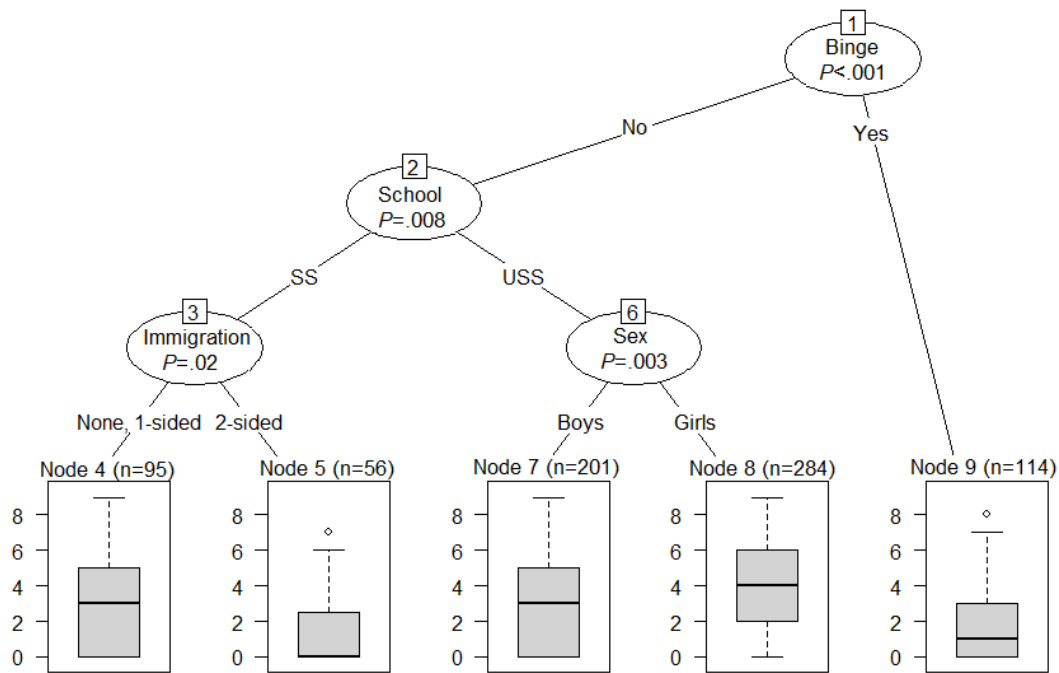 1
Binge
P<.001
No
Yes
2
School
P=.008
SS
USS
3
Immigration
P=.02
6
Sex
P=.003
None, 1-sided
2-sided
Boys
Girls
Node 4 (n=95)
Node 5 (n=56)
Node 7 (n=201)
Node 8 (n=284)
Node 9 (n=114)
8
6
4
2
0
8
6
4
2
0
8
6
4
2
0
8
6
4
2
0
8
6
4
2
0